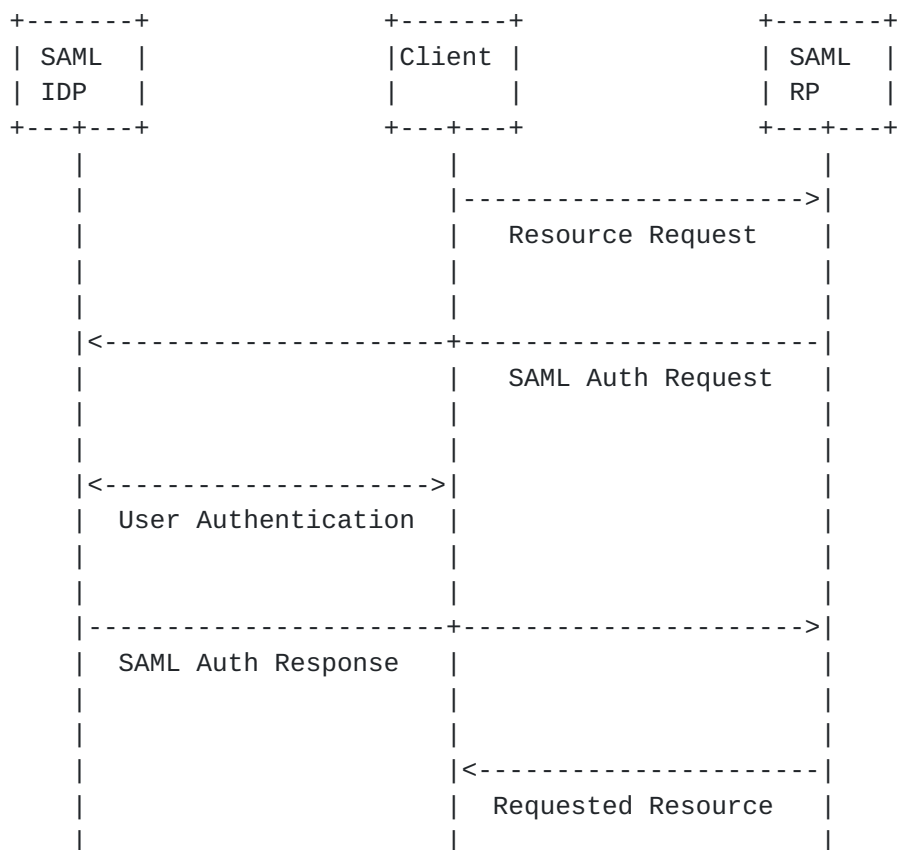 SAML Client SAML
IDP RP
Resource Request
SAML Auth Request
User Authentication
SAML Auth Response
Requested Resource